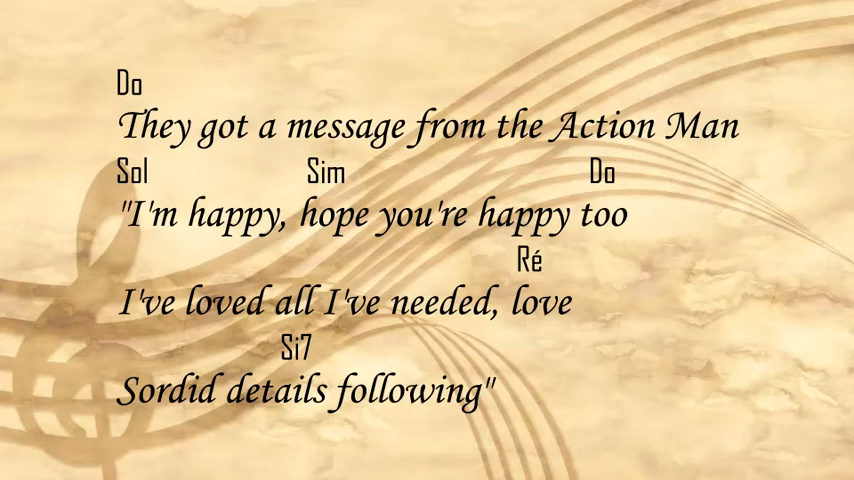 Do
They got a message from the Action Man
Sol Sim Do
"I'm happy, hope you're happy too
Ré
I've loved all I've needed, love
Si7
Sordid details following"